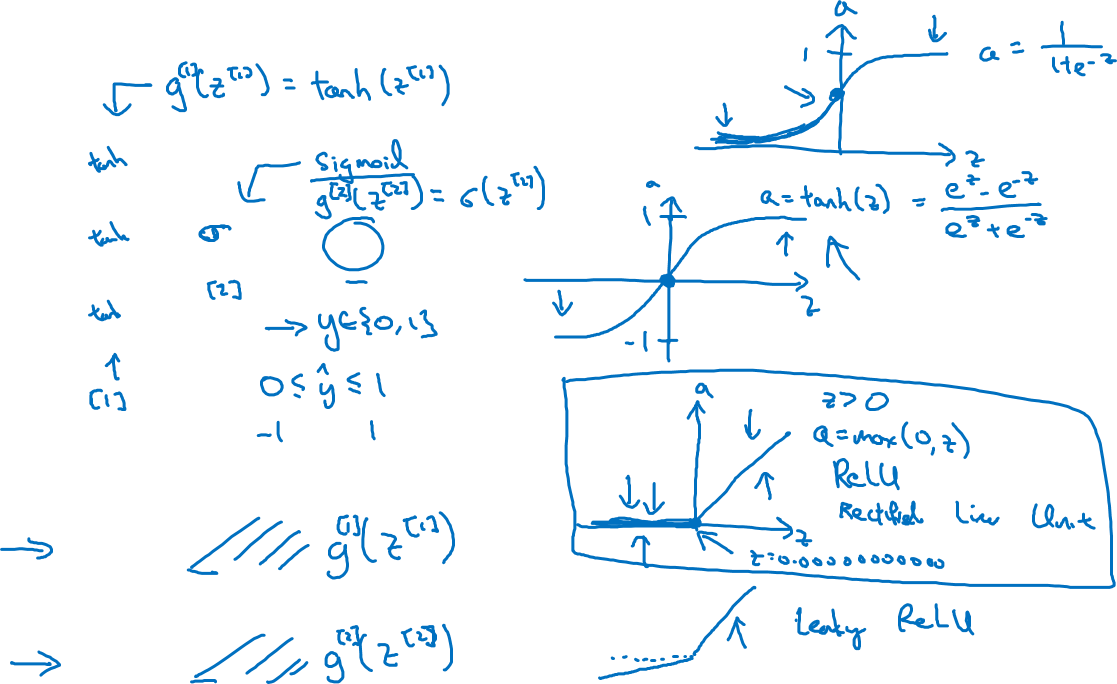 a
1
a = 1/(1+e^-z)
z
g^[1](z^[1]) = tanh(z^[1])
tanh
sigmoid
g^[2](z^[2]) = σ(z^[2])
a
1
a = tanh(z) = (e^z - e^-z)/(e^z + e^-z)
z
-1
tanh
σ
[2]
tanh
→ y∈{0,1}
0 ≤ ŷ ≤ 1
-1 1
[1]
a
z > 0
a = max(0, z)
ReLU
Rectified Linear Unit
z
z = 0.00000000000
g^[1](z^[1])
g^[2](z^[2])
Leaky ReLU